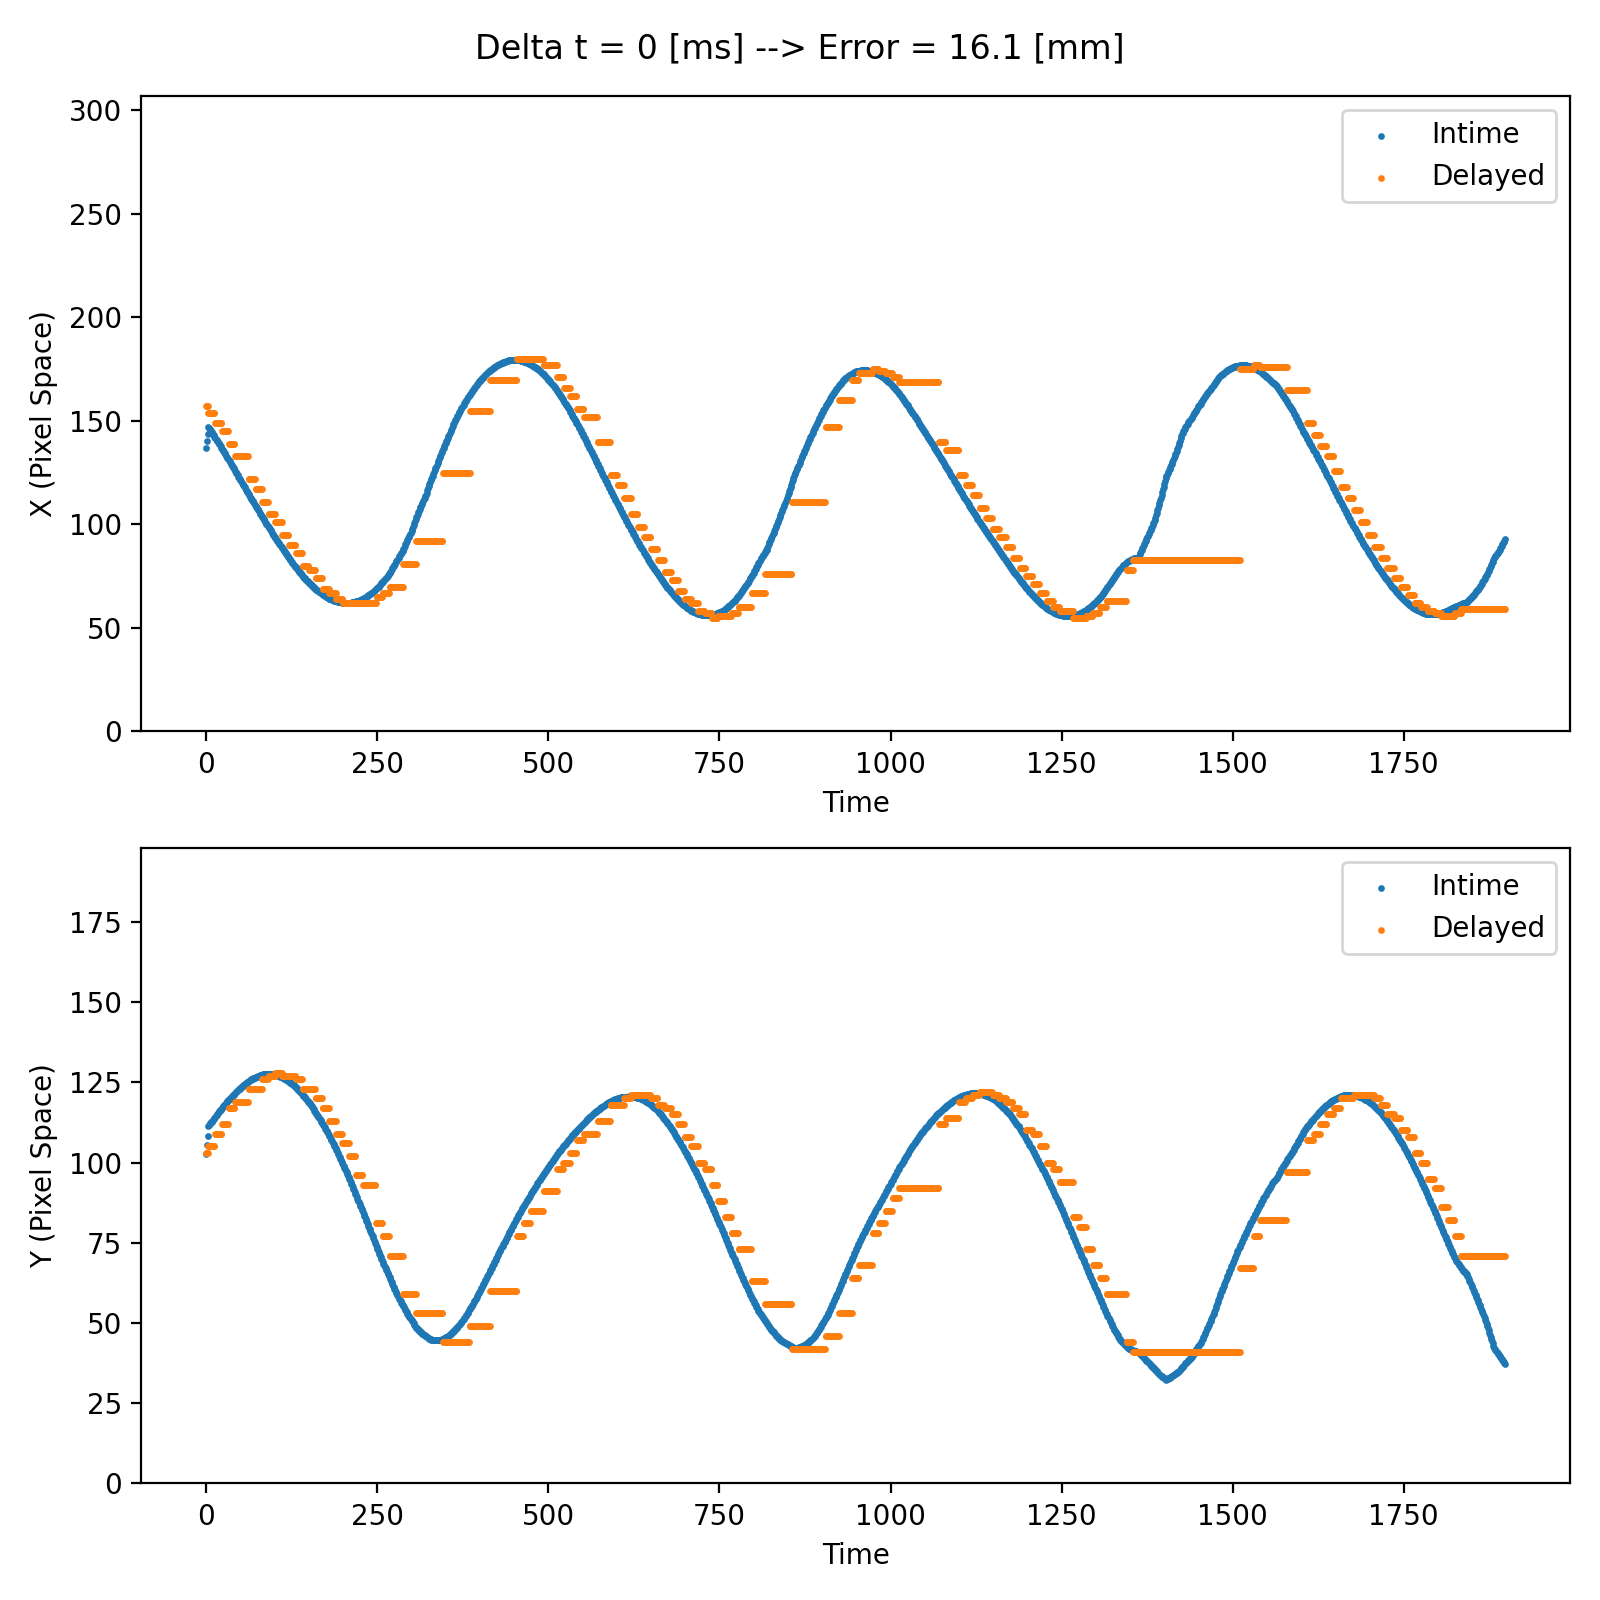 Delta t = 0 [ms] --> Error = 16.1 [mm]
300
250
200
150
100
50
0
X (Pixel Space)
Intime
Delayed
0 250 500 750 1000 1250 1500 1750
Time
175
150
125
100
75
50
25
0
Y (Pixel Space)
Intime
Delayed
0 250 500 750 1000 1250 1500 1750
Time